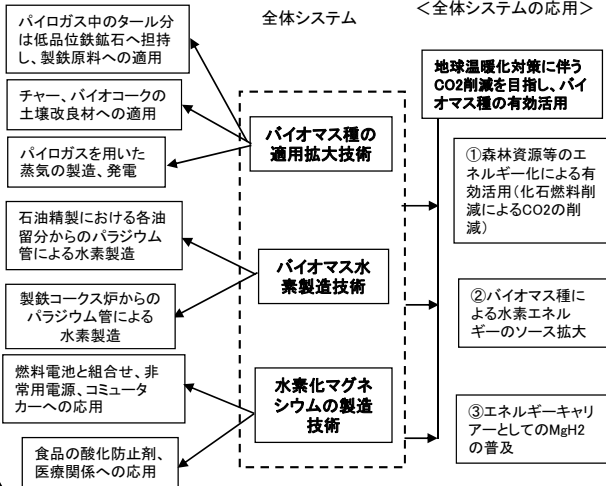 パイロガス中のタール分
は低品位鉄鉱石へ担持
し、製鉄原料への適用
チャー、バイオコークの
土壌改良材への適用
パイロガスを用いた
蒸気の製造、発電
石油精製における各油
留分からのパラジウム
管による水素製造
製鉄コークス炉からの
パラジウム管による
水素製造
燃料電池と組合せ、非
常用電源、コミュータ
カーへの応用
食品の酸化防止剤、
医療関係への応用
全体システム
バイオマス種の
適用拡大技術
バイオマス水
素製造技術
水素化マグネ
シウムの製造
技術
<全体システムの応用>
地球温暖化対策に伴う
CO2削減を目指し、バイ
オマス種の有効活用
①森林資源等のエ
ネルギー化による有
効活用(化石燃料削
減によるCO2の削
減)
②バイオマス種に
よる水素エネル
ギーのソース拡大
③エネルギーキャリ
アーとしてのMgH2
の普及